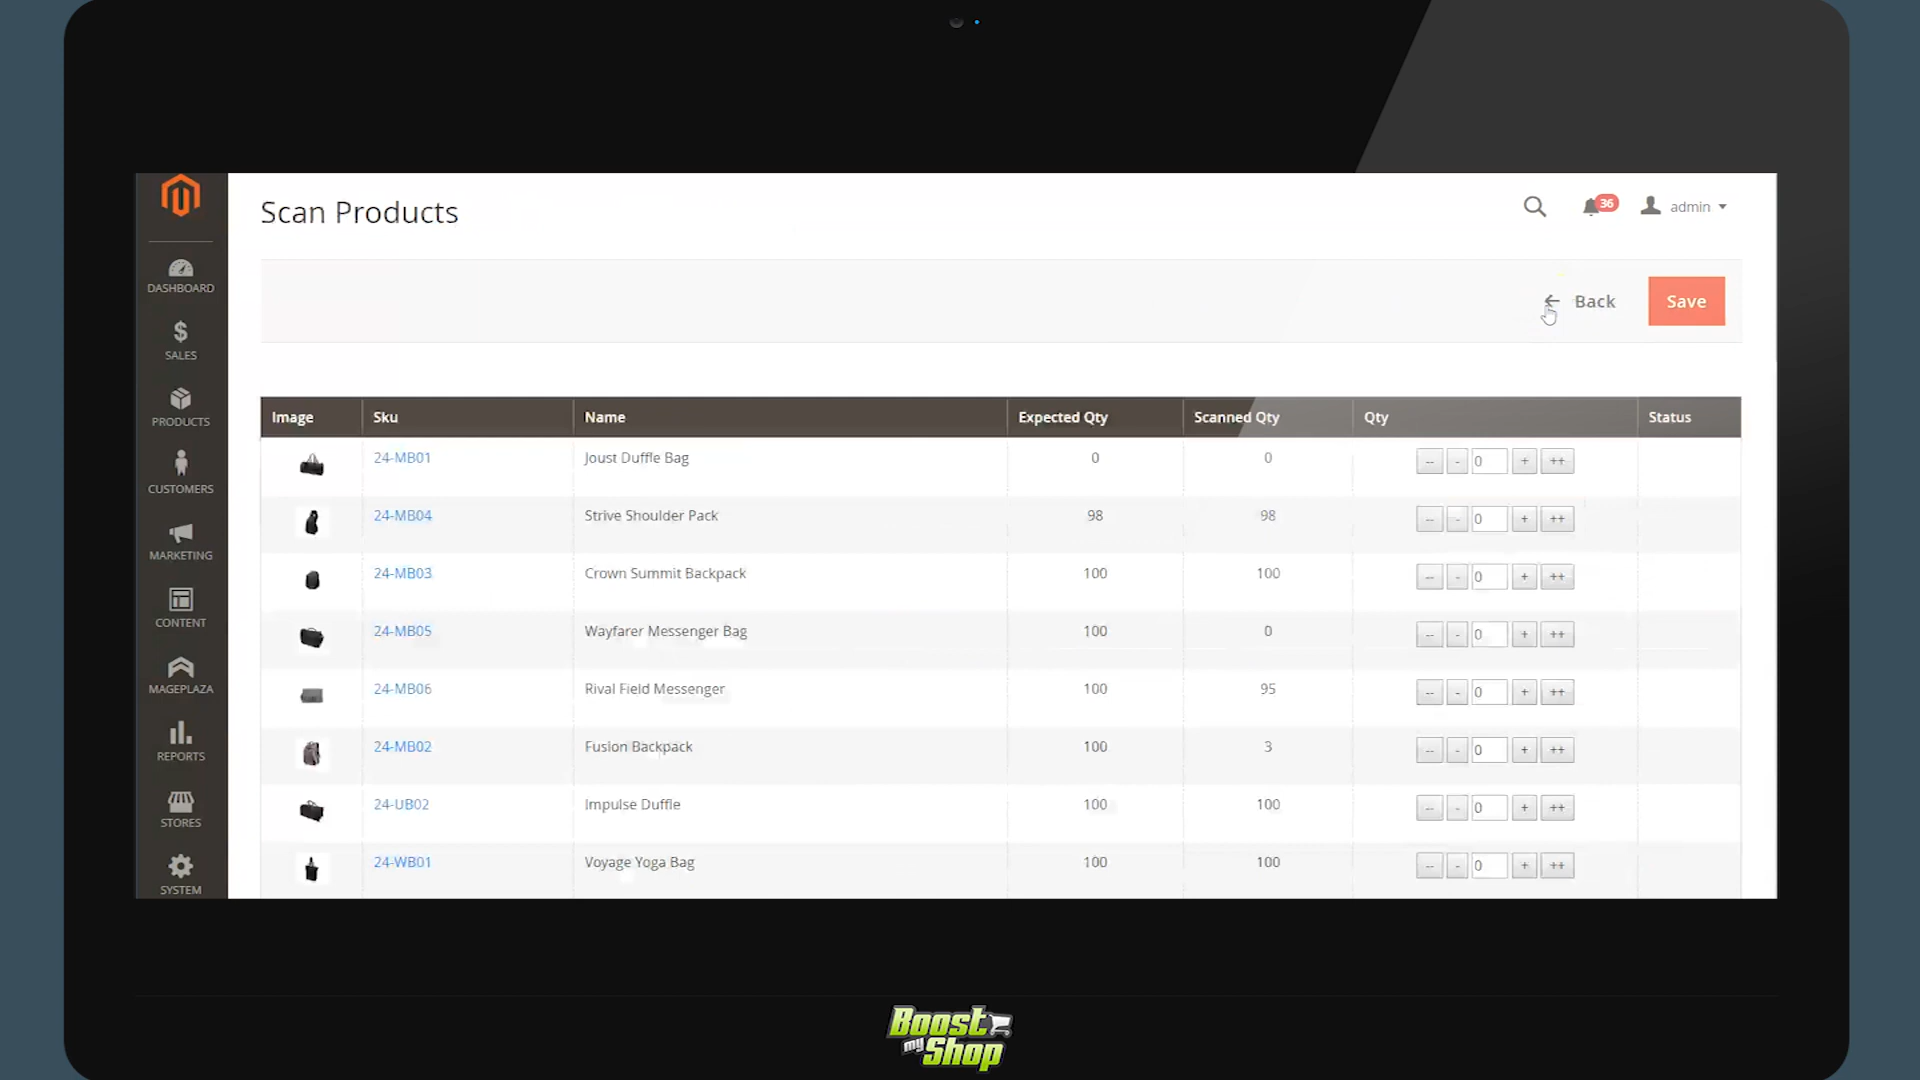 Scan Products
36
admin
Back
Save
DASHBOARD
SALES
PRODUCTS
CUSTOMERS
MARKETING
CONTENT
MAGEPLAZA
REPORTS
STORES
SYSTEM
Image Sku Name Expected Qty Scanned Qty Qty Status
24-MB01 Joust Duffle Bag 0 0 -- - 0 + ++
24-MB04 Strive Shoulder Pack 98 98 -- - 0 + ++
24-MB03 Crown Summit Backpack 100 100 -- - 0 + ++
24-MB05 Wayfarer Messenger Bag 100 0 -- - 0 + ++
24-MB06 Rival Field Messenger 100 95 -- - 0 + ++
24-MB02 Fusion Backpack 100 3 -- - 0 + ++
24-UB02 Impulse Duffle 100 100 -- - 0 + ++
24-WB01 Voyage Yoga Bag 100 100 -- - 0 + ++
Boost
my Shop